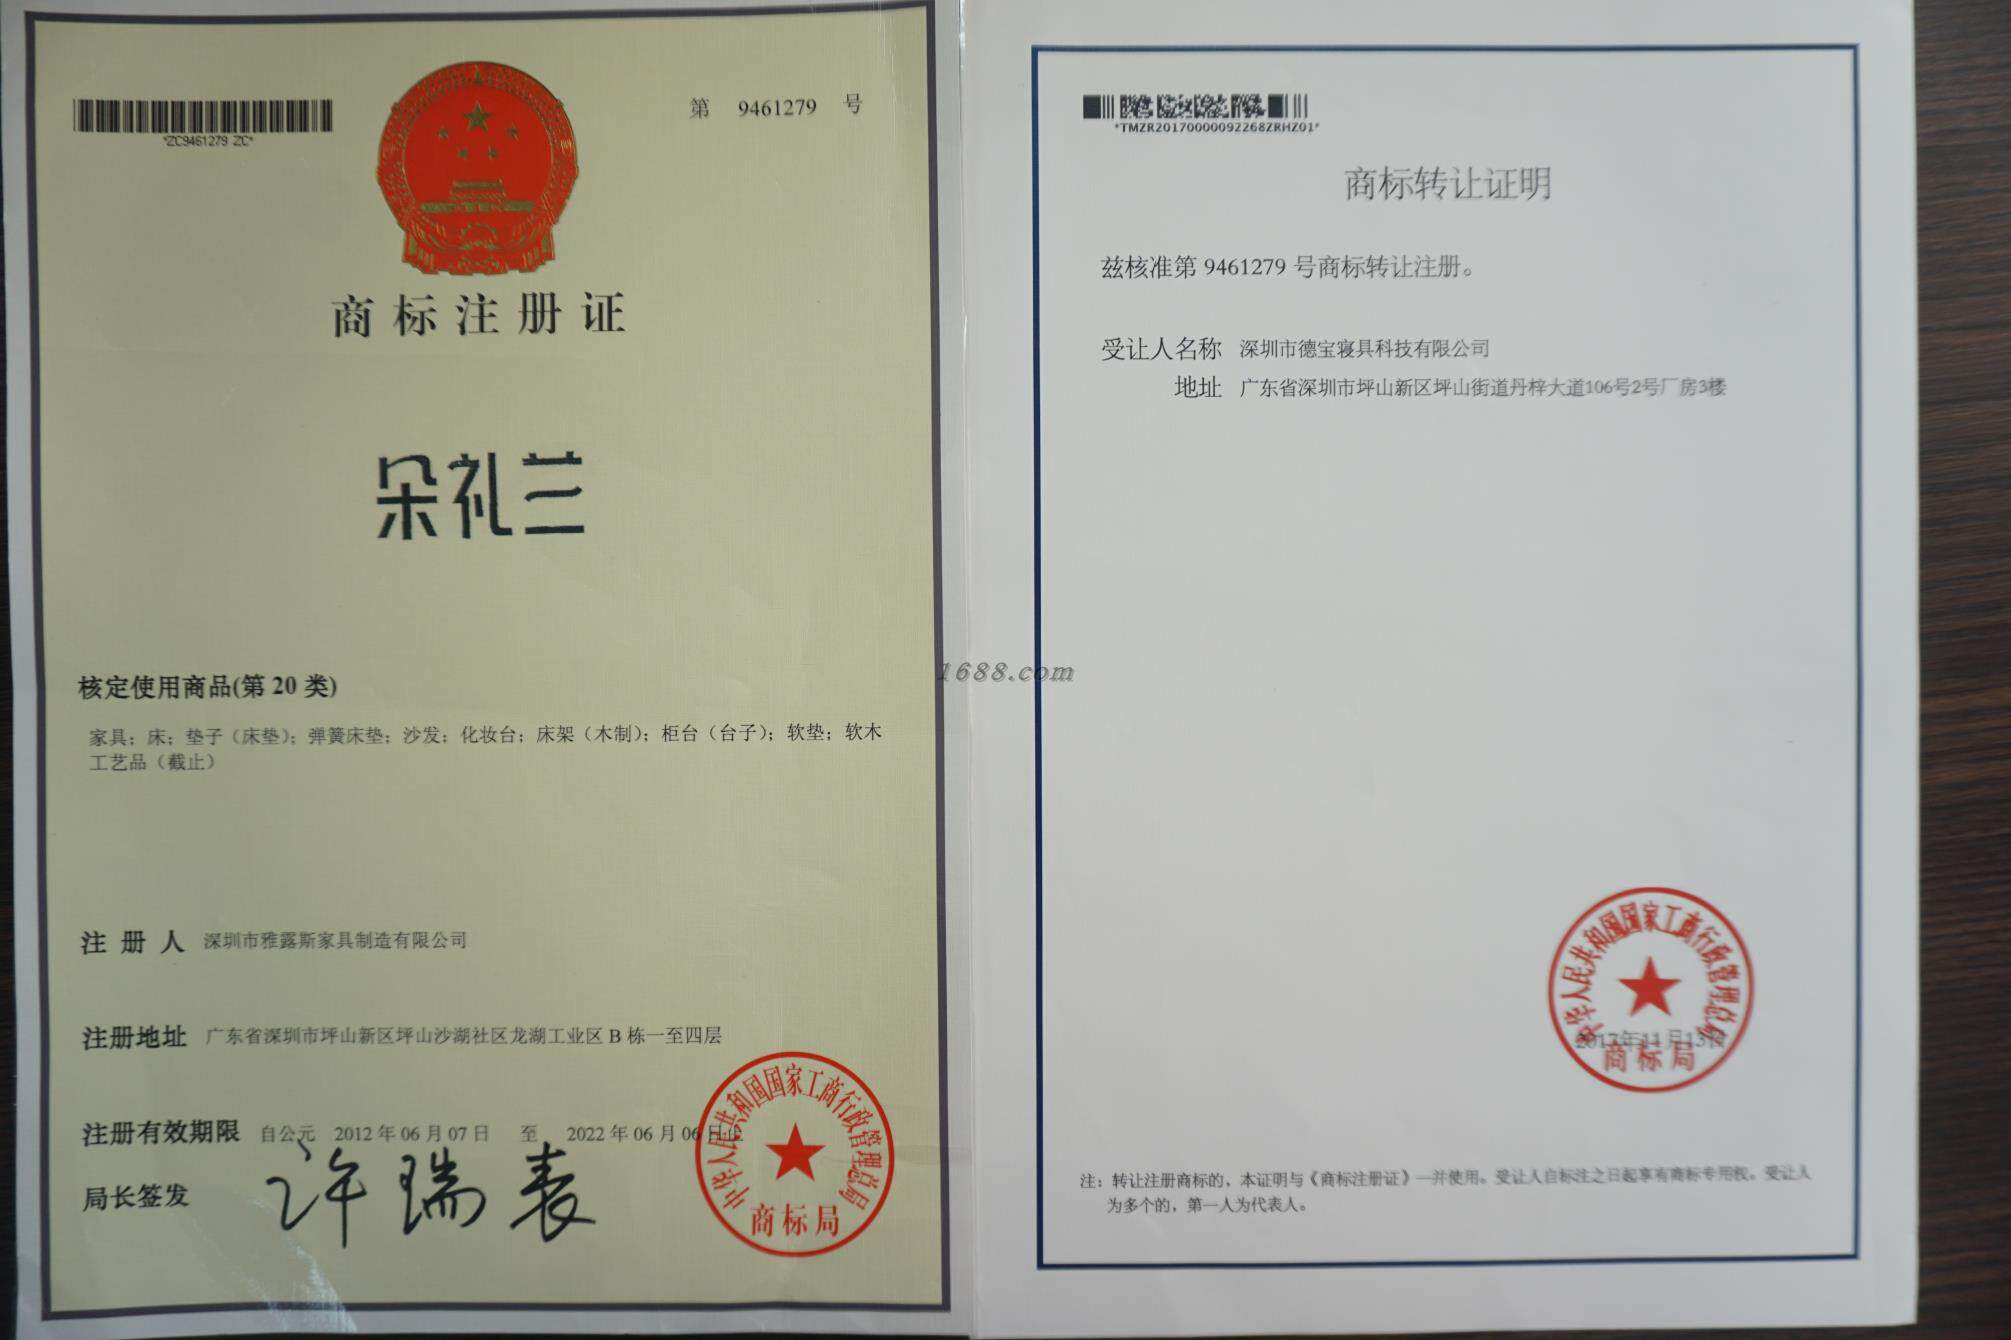 *ZC9461279 ZC*
第 9461279 号
商标注册证
朵礼兰
核定使用商品(第 20 类)
家具；床；垫子（床垫）；弹簧床垫；沙发；化妆台；床架（木制）；柜台（台子）；软垫；软木
工艺品（截止）
注册人 深圳市雅露斯家具制造有限公司
注册地址 广东省深圳市坪山新区坪山沙湖社区龙湖工业区 B 栋一至四层
注册有效期限 自公元 2012 年 06 月 07 日 至 2022 年 06 月 06 日止
局长签发 许瑞表
中华人民共和国国家工商行政管理总局
商标局
1688.com
*TMZR20170000092268ZRHZ01*
商标转让证明
兹核准第 9461279 号商标转让注册。
受让人名称 深圳市德宝寝具科技有限公司
地址 广东省深圳市坪山新区坪山街道丹梓大道106号2号厂房3楼
中华人民共和国国家工商行政管理总局
2017年11月13日
商标局
注：转让注册商标的，本证明与《商标注册证》一并使用。受让人自标注之日起享有商标专用权。受让人
为多个的，第一人为代表人。